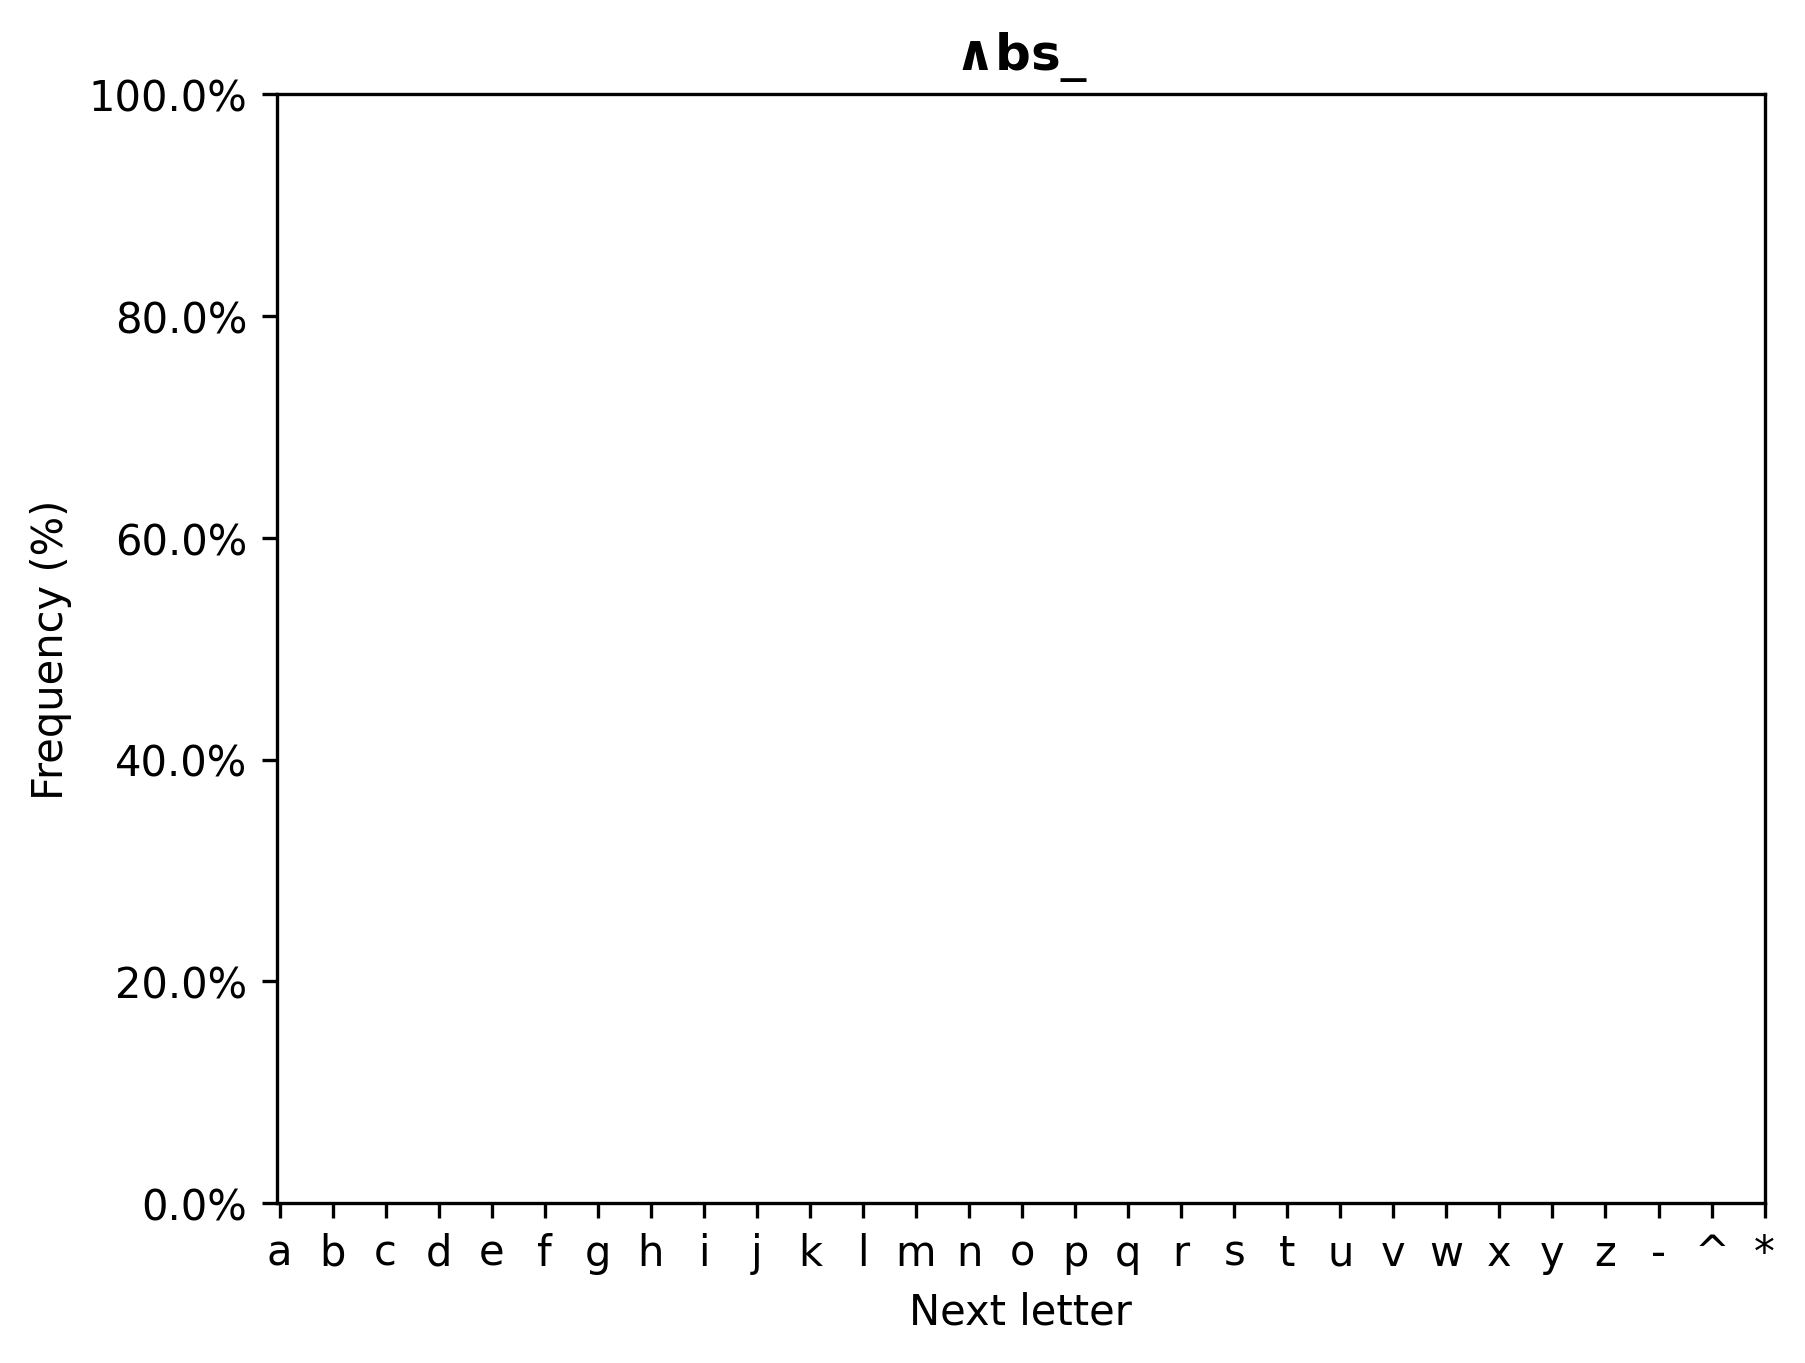 ∧bs_
100.0%
80.0%
60.0%
40.0%
20.0%
0.0%
Frequency (%)
a b c d e f g h i j k l m n o p q r s t u v w x y z - ^ *
Next letter